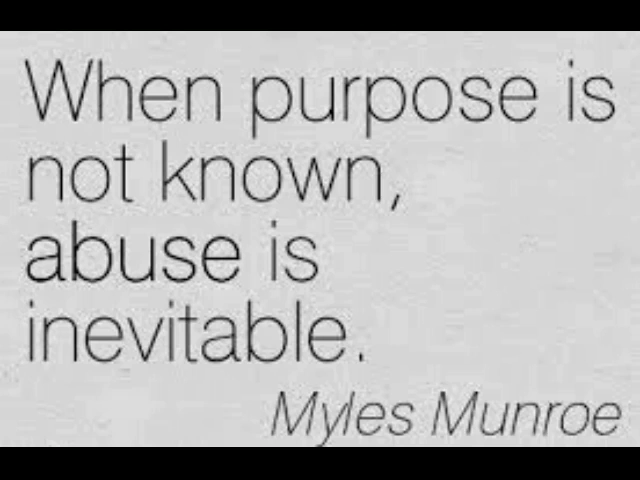 When purpose is
not known,
abuse is
inevitable.
Myles Munroe